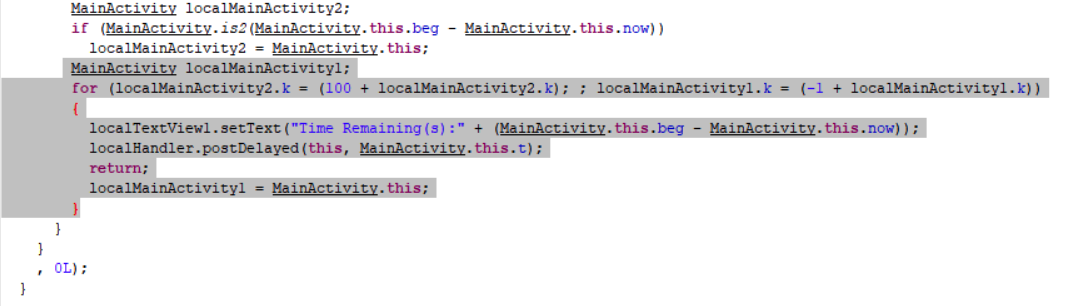 MainActivity localMainActivity2;
if (MainActivity.is2(MainActivity.this.beg - MainActivity.this.now))
localMainActivity2 = MainActivity.this;
MainActivity localMainActivity1;
for (localMainActivity2.k = (100 + localMainActivity2.k); ; localMainActivity1.k = (-1 + localMainActivity1.k))
{
localTextView1.setText("Time Remaining(s):" + (MainActivity.this.beg - MainActivity.this.now));
localHandler.postDelayed(this, MainActivity.this.t);
return;
localMainActivity1 = MainActivity.this;
}
}
}
, 0L);
}